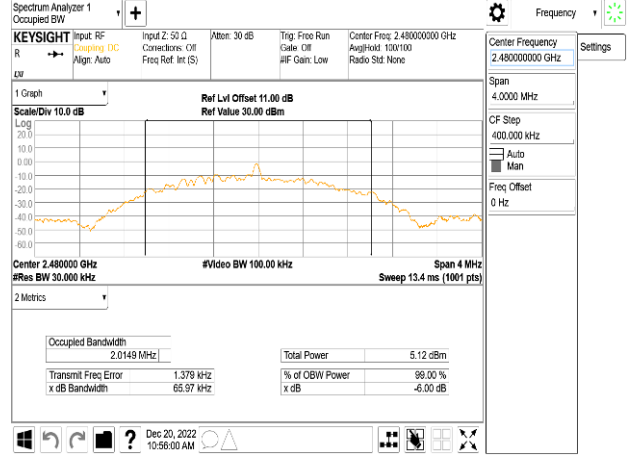 Spectrum Analyzer 1
Occupied BW
Frequency
KEYSIGHT
R
LXI
Input: RF
Coupling: DC
Align: Auto
Input Z: 50 Ω
Corrections: Off
Freq Ref: Int (S)
Atten: 30 dB
Trig: Free Run
Gate: Off
#IF Gain: Low
Center Freq: 2.480000000 GHz
Avg|Hold: 100/100
Radio Std: None
Center Frequency
2.480000000 GHz
Settings
Span
4.0000 MHz
CF Step
400.000 kHz
Auto
Man
Freq Offset
0 Hz
1 Graph
Scale/Div 10.0 dB
Ref Lvl Offset 11.00 dB
Ref Value 30.00 dBm
Log
20.0
10.0
0.00
-10.0
-20.0
-30.0
-40.0
-50.0
-60.0
Center 2.480000 GHz
#Video BW 100.00 kHz
Span 4 MHz
#Res BW 30.000 kHz
Sweep 13.4 ms (1001 pts)
2 Metrics
Occupied Bandwidth
2.0149 MHz
Total Power 5.12 dBm
Transmit Freq Error 1.379 kHz
% of OBW Power 99.00 %
x dB Bandwidth 65.97 kHz
x dB -6.00 dB
?
Dec 20, 2022
10:56:00 AM